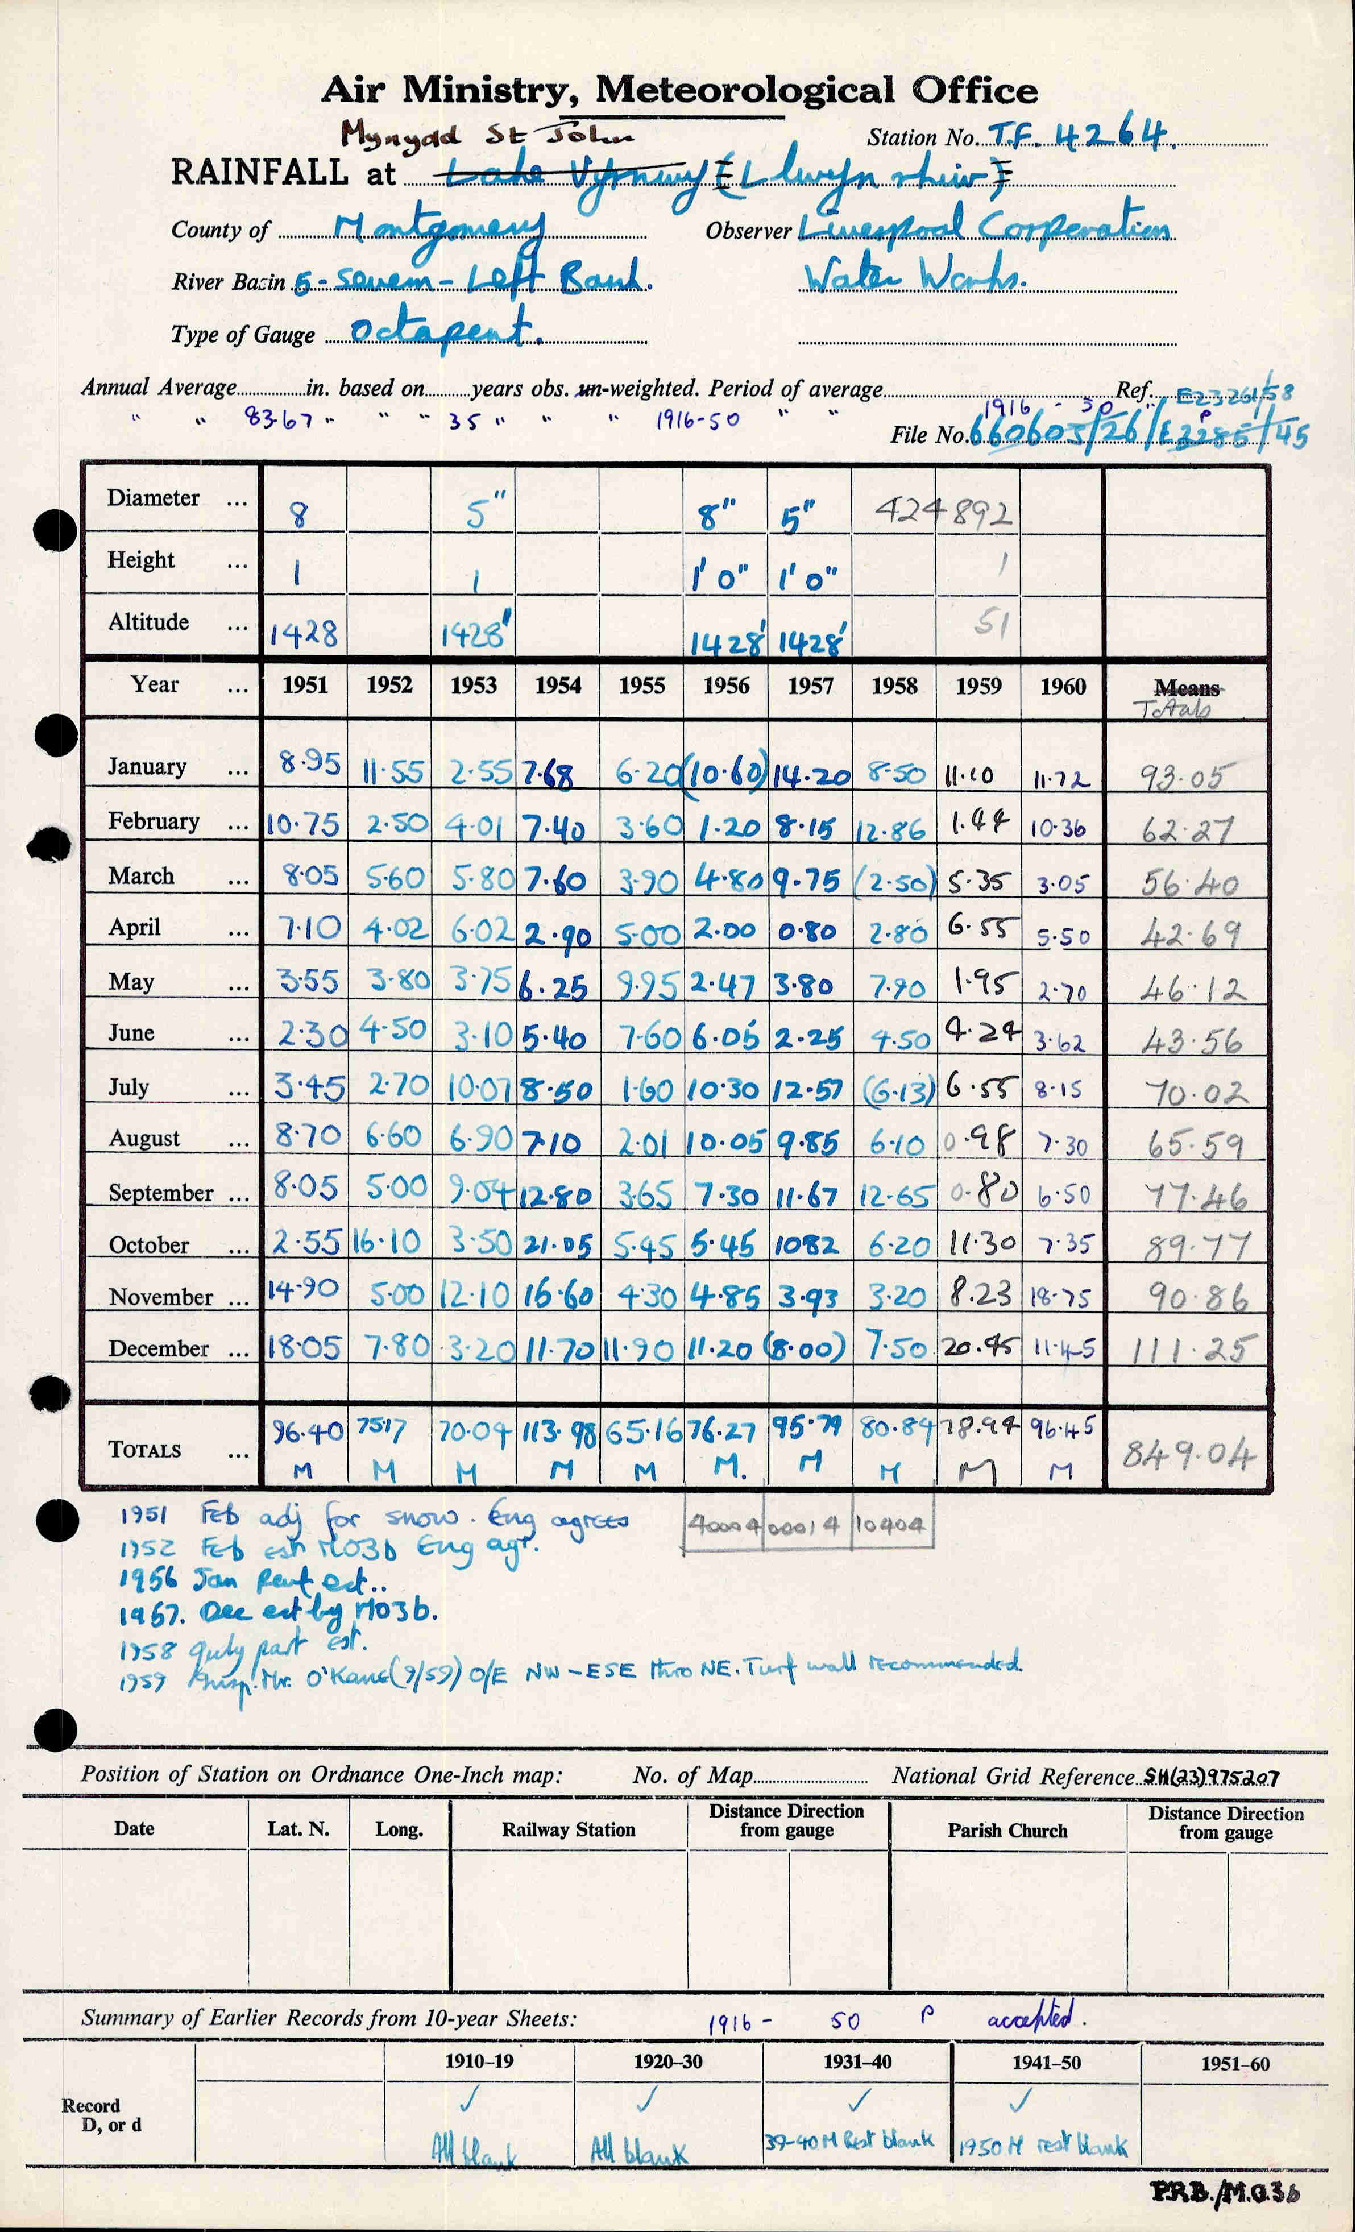 Air Ministry, Meteorological Office
Mynydd St John
Station No. T.F. 4264.
RAINFALL at Lake Vyrnwy (Llwyn rhiw)
County of Montgomery Observer Liverpool Corporation
River Basin 5 - Severn - Left Bank. Water Works.
Type of Gauge Octapent.
Annual Average in. based on years obs. un-weighted. Period of average 1916 - 50 Ref. E23261/58
" " 83·67 " " " 35 " " " 1916-50 " "
File No. 660603/26/E2285/45
Diameter ... 8 5" 8" 5" 424892
Height ... 1 1 1' 0" 1' 0" 1
Altitude ... 1428 1428' 1428' 1428' 51
Year ... 1951 1952 1953 1954 1955 1956 1957 1958 1959 1960 Means
Totals
January ... 8·95 11·55 2·55 7·68 6·20 (10·60) 14·20 8·50 11·10 11·72 93·05
February ... 10·75 2·50 4·01 7·40 3·60 1·20 8·15 12·86 1·44 10·36 62·27
March ... 8·05 5·60 5·80 7·60 3·90 4·80 9·75 (2·50) 5·35 3·05 56·40
April ... 7·10 4·02 6·02 2·90 5·00 2·00 0·80 2·80 6·55 5·50 42·69
May ... 3·55 3·80 3·75 6·25 9·95 2·47 3·80 7·90 1·95 2·70 46·12
June ... 2·30 4·50 3·10 5·40 7·60 6·05 2·25 4·50 4·24 3·62 43·56
July ... 3·45 2·70 10·07 8·50 1·60 10·30 12·57 (6·13) 6·55 8·15 70·02
August ... 8·70 6·60 6·90 7·10 2·01 10·05 9·85 6·10 0·98 7·30 65·59
September ... 8·05 5·00 9·04 12·80 3·65 7·30 11·67 12·65 0·80 6·50 77·46
October ... 2·55 16·10 3·50 21·05 5·45 5·45 1082 6·20 11·30 7·35 89·77
November ... 14·90 5·00 12·10 16·60 4·30 4·85 3·93 3·20 8·23 18·75 90·86
December ... 18·05 7·80 3·20 11·70 11·90 11·20 (8·00) 7·50 20·45 11·45 111·25
TOTALS ... 96·40 75·17 70·04 113·98 65·16 76·27 95·79 80·84 78·94 96·45 849·04
M M M M M M. M M M M
1951 Feb adj for snow. Eng agrees 40004 00014 10404
1952 Feb est MO3b Eng agr.
1956 Jan part est..
1957. Dec est by MO3b.
1958 July part est.
1959 Insp. Mr. O'Kane (9/59) O/E NW - ESE thro NE. Turf wall recommended.
Position of Station on Ordnance One-Inch map: No. of Map National Grid Reference SH(23)975207
Date Lat. N. Long. Railway Station Distance Direction from gauge Parish Church Distance Direction from gauge
Summary of Earlier Records from 10-year Sheets: 1916 - 50 P accepted.
1910–19 1920–30 1931–40 1941–50 1951–60
Record ✓ ✓ ✓ ✓
D, or d All blank All blank 39-40 M Rest blank 1950 M rest blank
P.R.B./M.O.3b